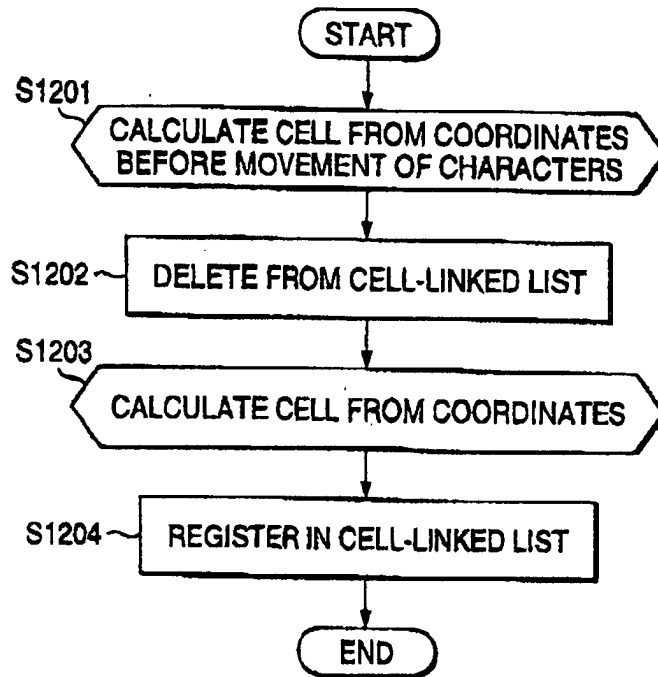 START
S1201
CALCULATE CELL FROM COORDINATES
BEFORE MOVEMENT OF CHARACTERS
S1202
DELETE FROM CELL-LINKED LIST
S1203
CALCULATE CELL FROM COORDINATES
S1204
REGISTER IN CELL-LINKED LIST
END